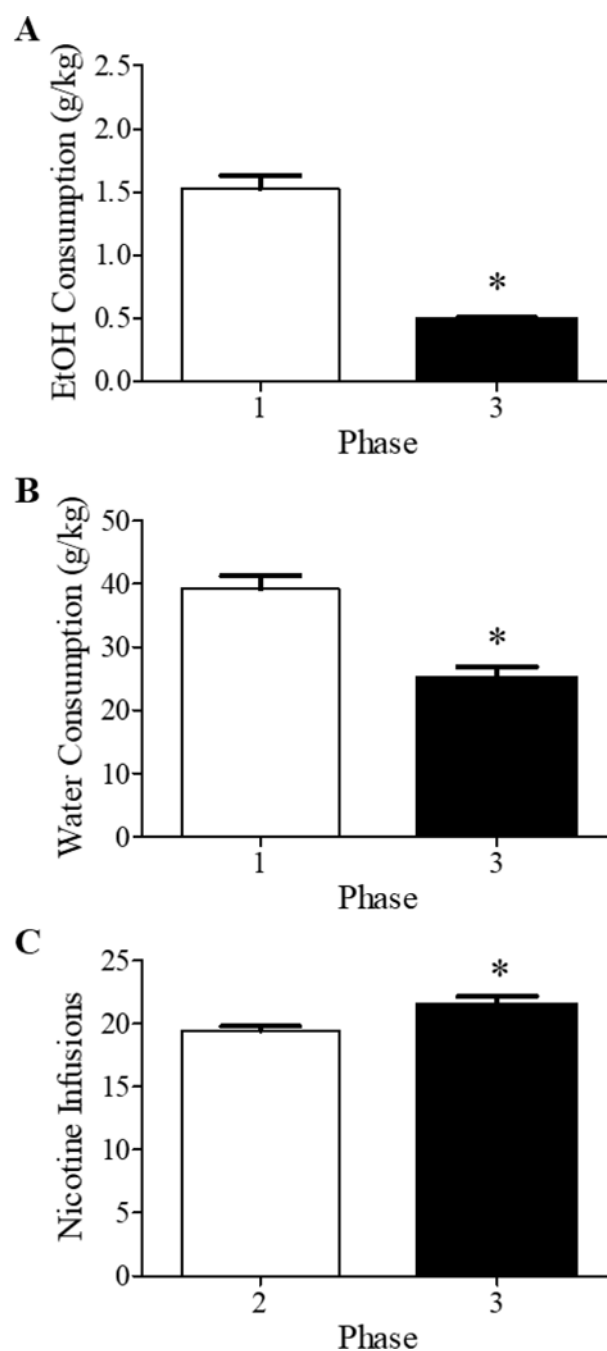 A
EtOH Consumption (g/kg)
2.5
2.0
1.5
1.0
0.5
0.0
*
1 3
Phase
B
Water Consumption (g/kg)
50
40
30
20
10
0
*
1 3
Phase
C
Nicotine Infusions
25
20
15
10
5
0
*
2 3
Phase